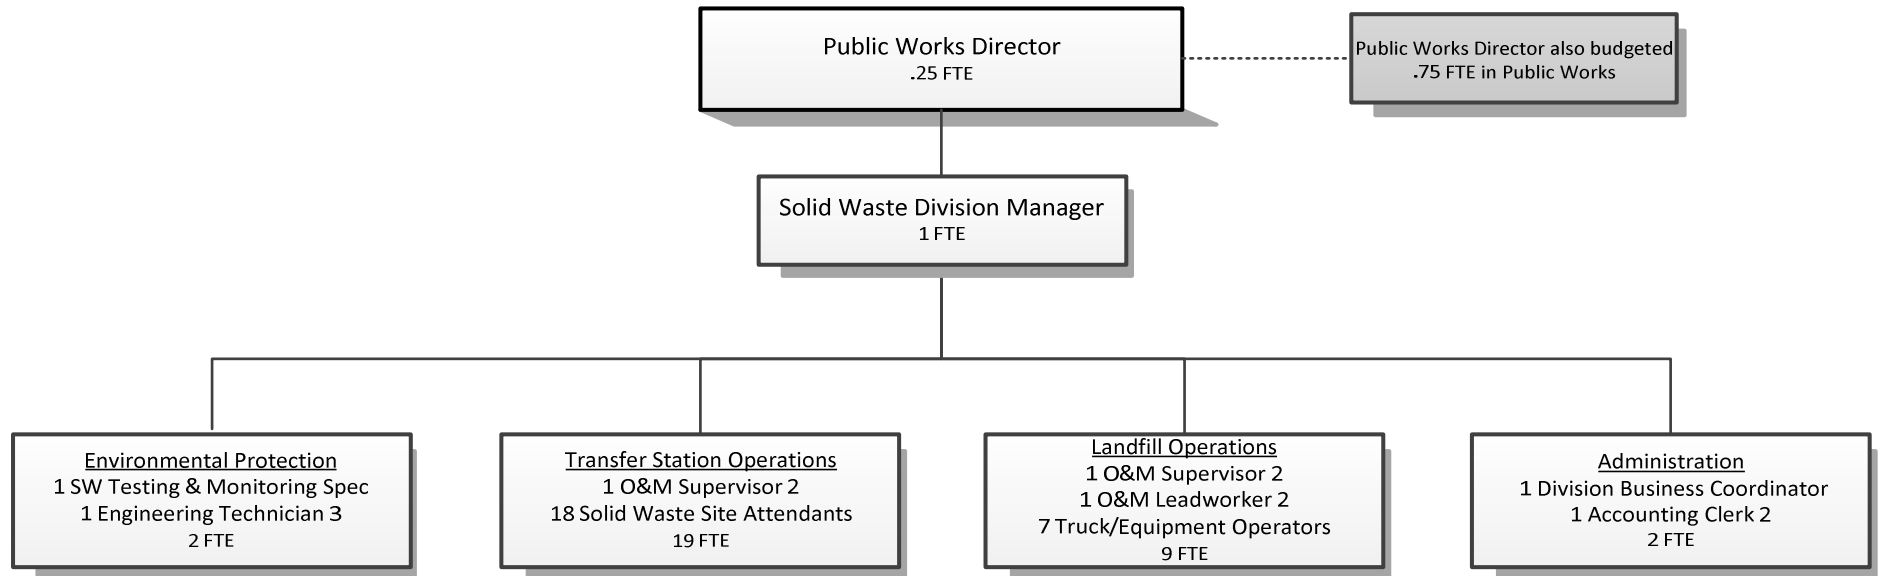 Public Works Director
.25 FTE
Public Works Director also budgeted
.75 FTE in Public Works
Solid Waste Division Manager
1 FTE
Environmental Protection
1 SW Testing & Monitoring Spec
1 Engineering Technician 3
2 FTE
Transfer Station Operations
1 O&M Supervisor 2
18 Solid Waste Site Attendants
19 FTE
Landfill Operations
1 O&M Supervisor 2
1 O&M Leadworker 2
7 Truck/Equipment Operators
9 FTE
Administration
1 Division Business Coordinator
1 Accounting Clerk 2
2 FTE